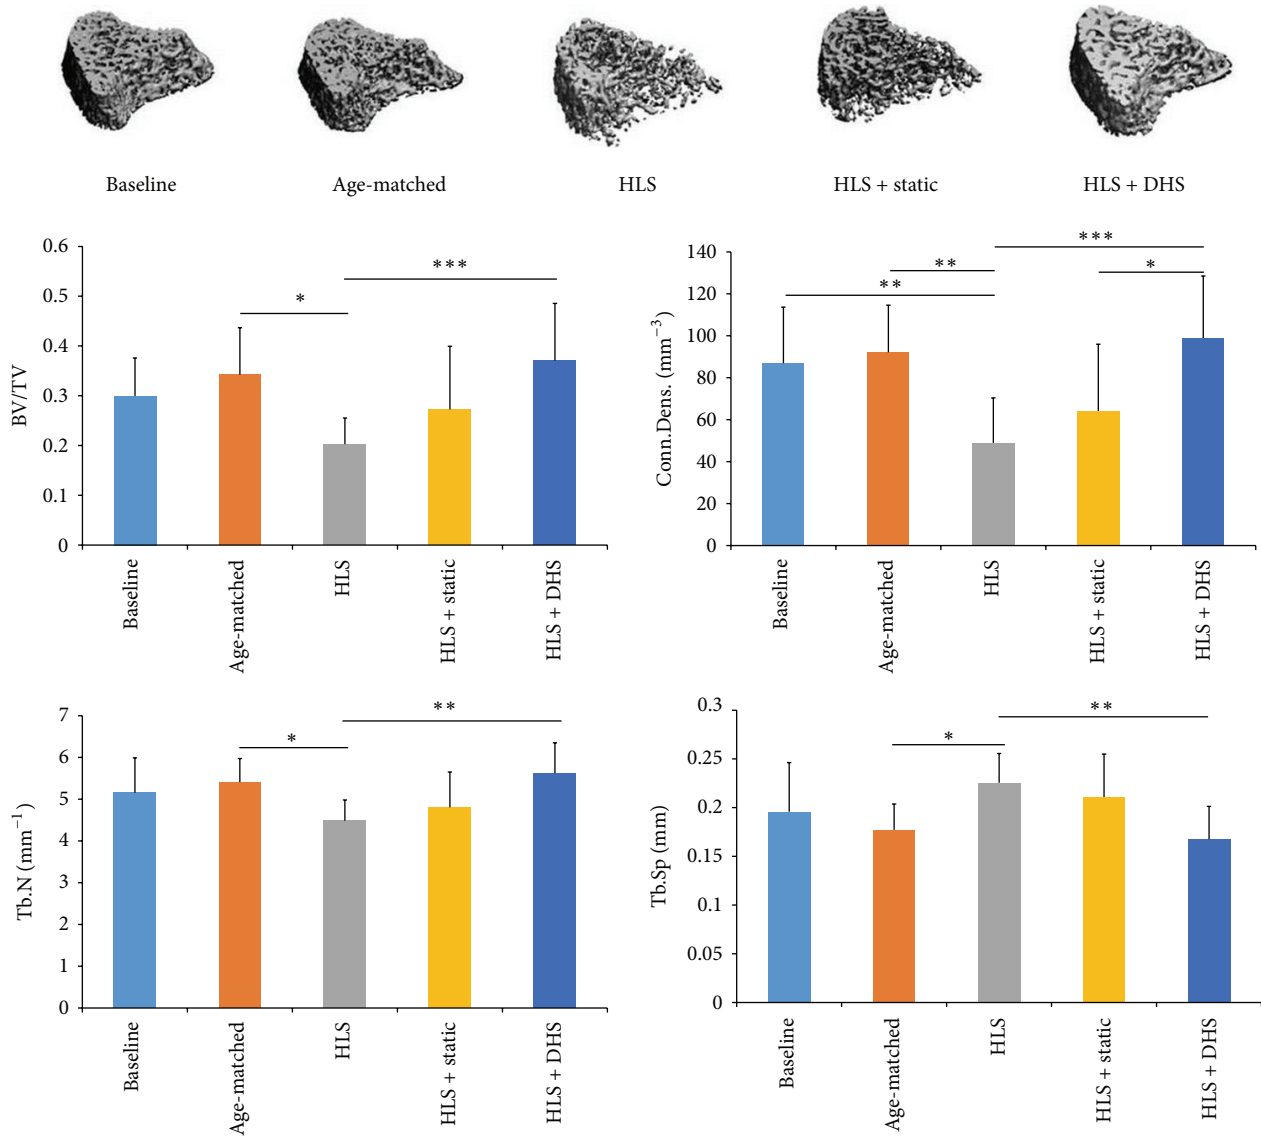 Baseline Age-matched HLS HLS + static HLS + DHS
BV/TV
0.6
0.5
0.4
0.3
0.2
0.1
0
*
***
Baseline
Age-matched
HLS
HLS + static
HLS + DHS
Conn.Dens. (mm−3)
140
120
100
80
60
40
20
0
**
**
***
*
Baseline
Age-matched
HLS
HLS + static
HLS + DHS
Tb.N (mm−1)
7
6
5
4
3
2
1
0
*
**
Baseline
Age-matched
HLS
HLS + static
HLS + DHS
Tb.Sp (mm)
0.3
0.25
0.2
0.15
0.1
0.05
0
*
**
Baseline
Age-matched
HLS
HLS + static
HLS + DHS